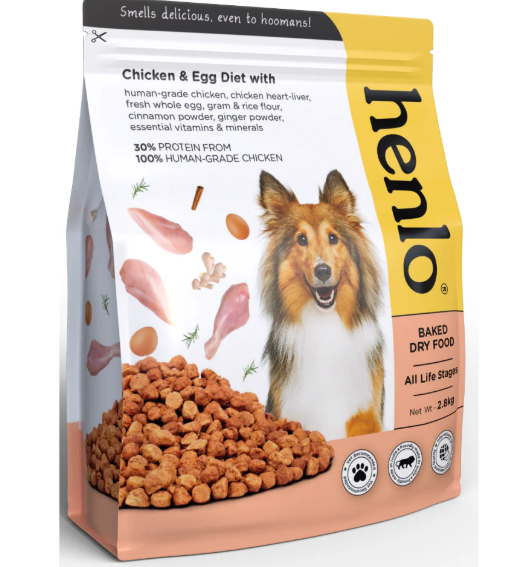 Smells delicious, even to hoomans!
Chicken & Egg Diet with
human-grade chicken, chicken heart-liver,
fresh whole egg, gram & rice flour,
cinnamon powder, ginger powder,
essential vitamins & minerals
30% PROTEIN FROM
100% HUMAN-GRADE CHICKEN
henlo
BAKED
DRY FOOD
All Life Stages
Net Wt - 2.8kg